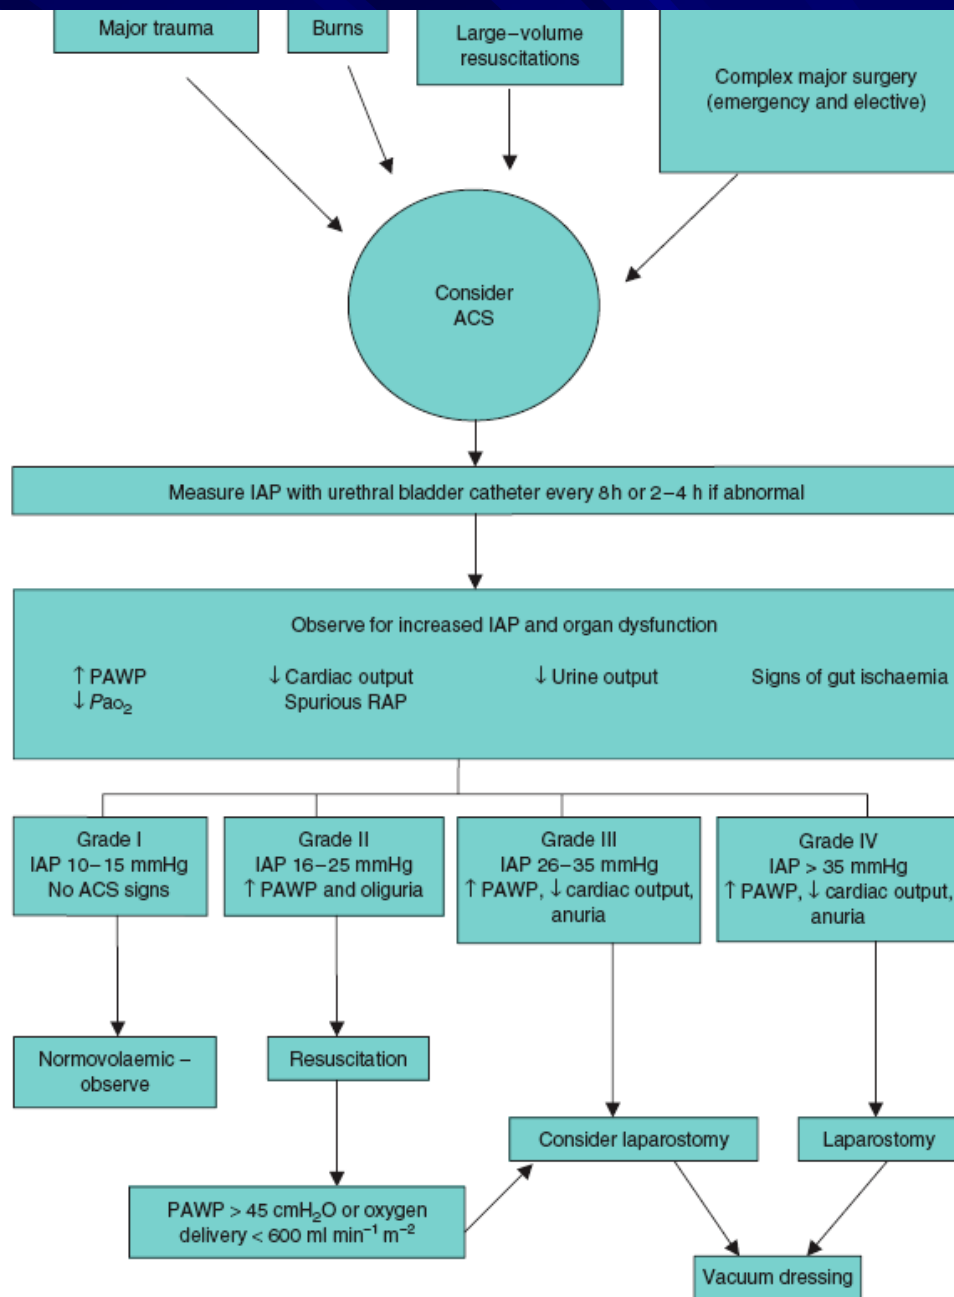 Major trauma
Burns
Large–volume
resuscitations
Complex major surgery
(emergency and elective)
Consider
ACS
Measure IAP with urethral bladder catheter every 8h or 2–4 h if abnormal
Observe for increased IAP and organ dysfunction
↑ PAWP
↓ Pao₂
↓ Cardiac output
Spurious RAP
↓ Urine output
Signs of gut ischaemia
Grade I
IAP 10–15 mmHg
No ACS signs
Grade II
IAP 16–25 mmHg
↑ PAWP and oliguria
Grade III
IAP 26–35 mmHg
↑ PAWP, ↓ cardiac output,
anuria
Grade IV
IAP > 35 mmHg
↑ PAWP, ↓ cardiac output,
anuria
Normovolaemic –
observe
Resuscitation
Consider laparostomy
Laparostomy
PAWP > 45 cmH₂O or oxygen
delivery < 600 ml min⁻¹ m⁻²
Vacuum dressing